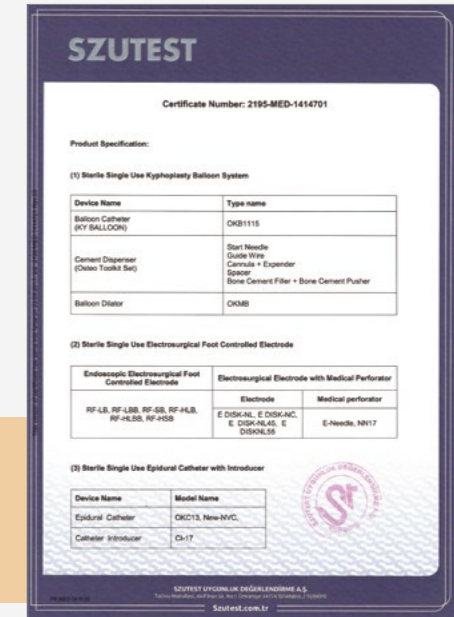 SZUTEST
Certificate Number: 2195-MED-1414701
Product Specification:
(1) Sterile Single Use Kyphoplasty Balloon System
Device Name Type name
Balloon Catheter
(KY BALLOON) OKB1115
Cement Dispenser
(Osteo Toolkit Set)
Start Needle
Guide Wire
Cannula + Expender
Spacer
Bone Cement Filler + Bone Cement Pusher
Balloon Dilator OKMB
(2) Sterile Single Use Electrosurgical Foot Controlled Electrode
Endoscopic Electrosurgical Foot
Controlled Electrode
Electrosurgical Electrode with Medical Perforator
Electrode Medical perforator
RF-LB, RF-LBB, RF-SB, RF-HLB,
RF-HLBB, RF-HSB
E DISK-NL, E DISK-NC,
E DISK-NL45, E
DISKNL55
E-Needle, NN17
(3) Sterile Single Use Epidural Catheter with Introducer
Device Name Model Name
Epidural Catheter OKC13, New-NVC,
Catheter Introducer CI-17
SZUTEST UYGUNLUK DEĞERLENDİRME A.Ş.
Szutest.com.tr